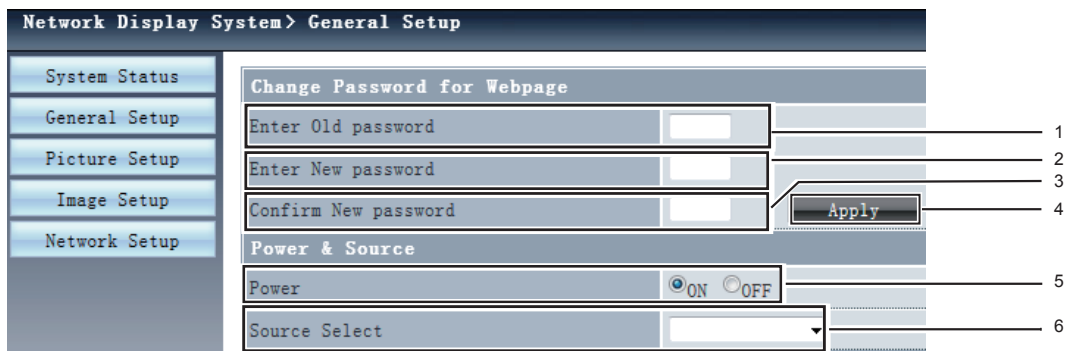 Network Display System> General Setup
System Status
General Setup
Picture Setup
Image Setup
Network Setup
Change Password for Webpage
Enter Old password
1
Enter New password
2
Confirm New password
3
Apply
4
Power & Source
Power
ON OFF
5
Source Select
6